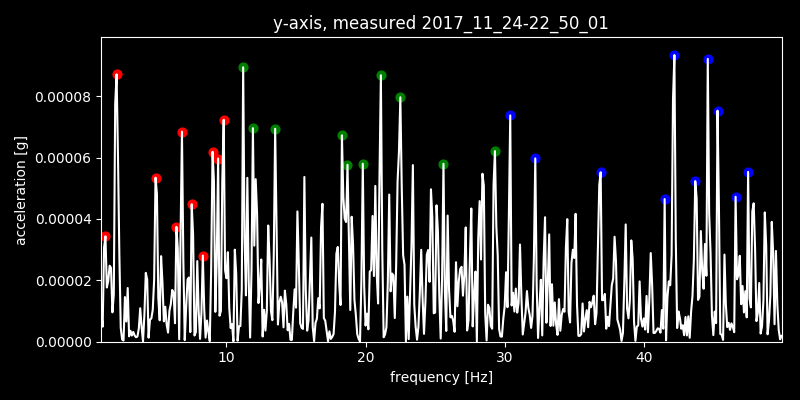 y-axis, measured 2017_11_24-22_50_01
acceleration [g]
0.00008
0.00006
0.00004
0.00002
0.00000
10 20 30 40
frequency [Hz]